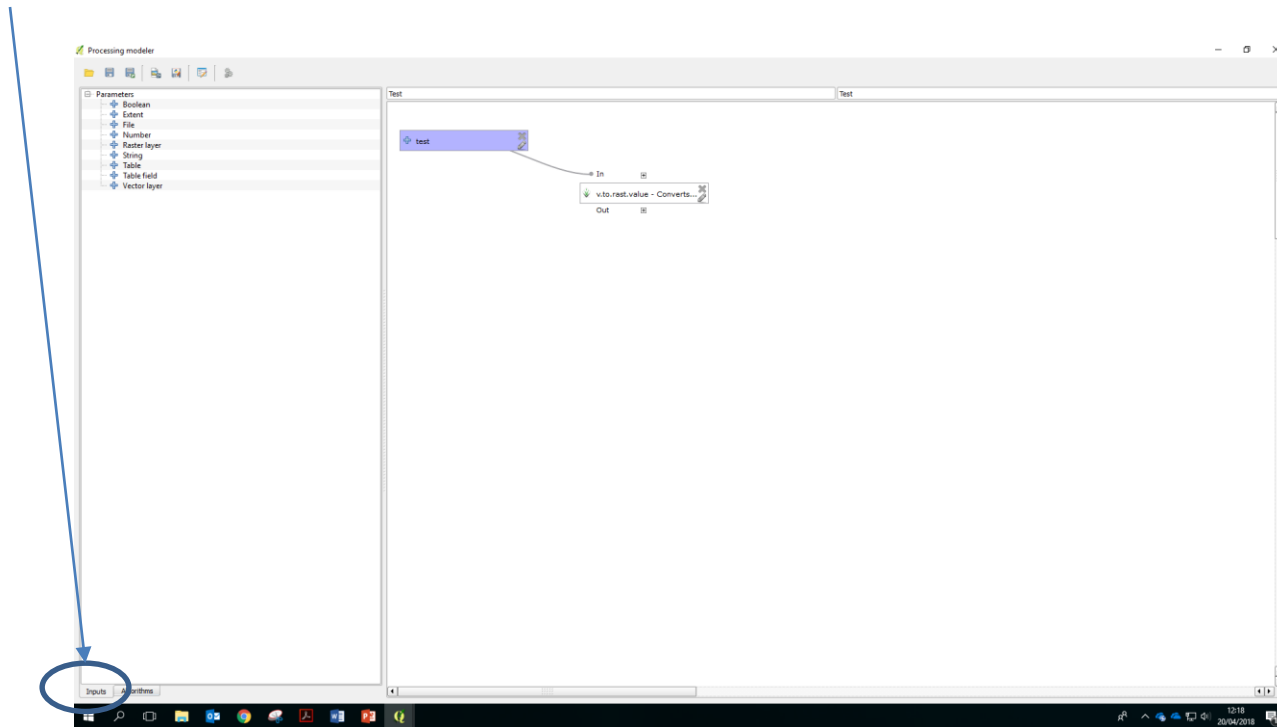 Processing modeler
Parameters
Boolean
Extent
File
Number
Raster layer
String
Table
Table field
Vector layer
Test
Test
test
In
v.to.rast.value - Converts...
Out
Inputs
Algorithms
12:18
20/04/2018